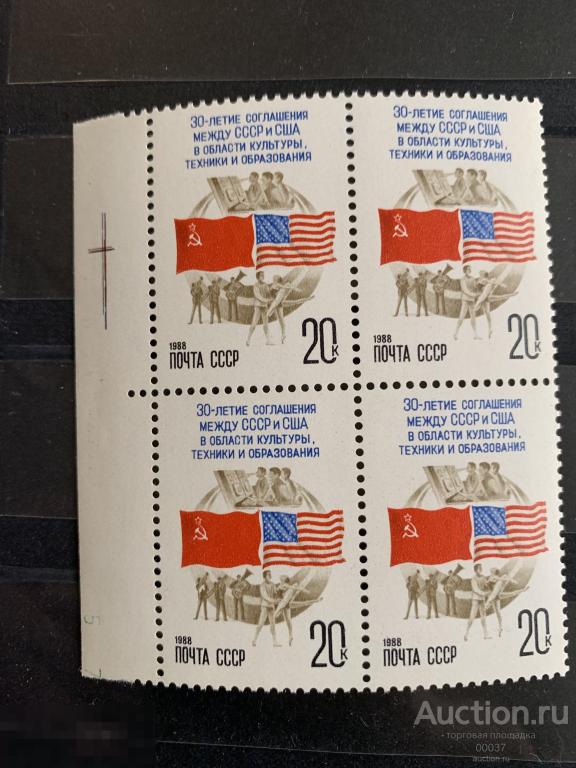 30-ЛЕТИЕ СОГЛАШЕНИЯ
МЕЖДУ СССР И США
В ОБЛАСТИ КУЛЬТУРЫ,
ТЕХНИКИ И ОБРАЗОВАНИЯ
1988
ПОЧТА СССР
20к
30-ЛЕТИЕ СОГЛАШЕНИЯ
МЕЖДУ СССР И США
В ОБЛАСТИ КУЛЬТУРЫ,
ТЕХНИКИ И ОБРАЗОВАНИЯ
1988
ПОЧТА СССР
20к
30-ЛЕТИЕ СОГЛАШЕНИЯ
МЕЖДУ СССР И США
В ОБЛАСТИ КУЛЬТУРЫ,
ТЕХНИКИ И ОБРАЗОВАНИЯ
1988
ПОЧТА СССР
20к
30-ЛЕТИЕ СОГЛАШЕНИЯ
МЕЖДУ СССР И США
В ОБЛАСТИ КУЛЬТУРЫ,
ТЕХНИКИ И ОБРАЗОВАНИЯ
1988
ПОЧТА СССР
20к
Auction.ru
- торговая площадка
00037
auction.ru